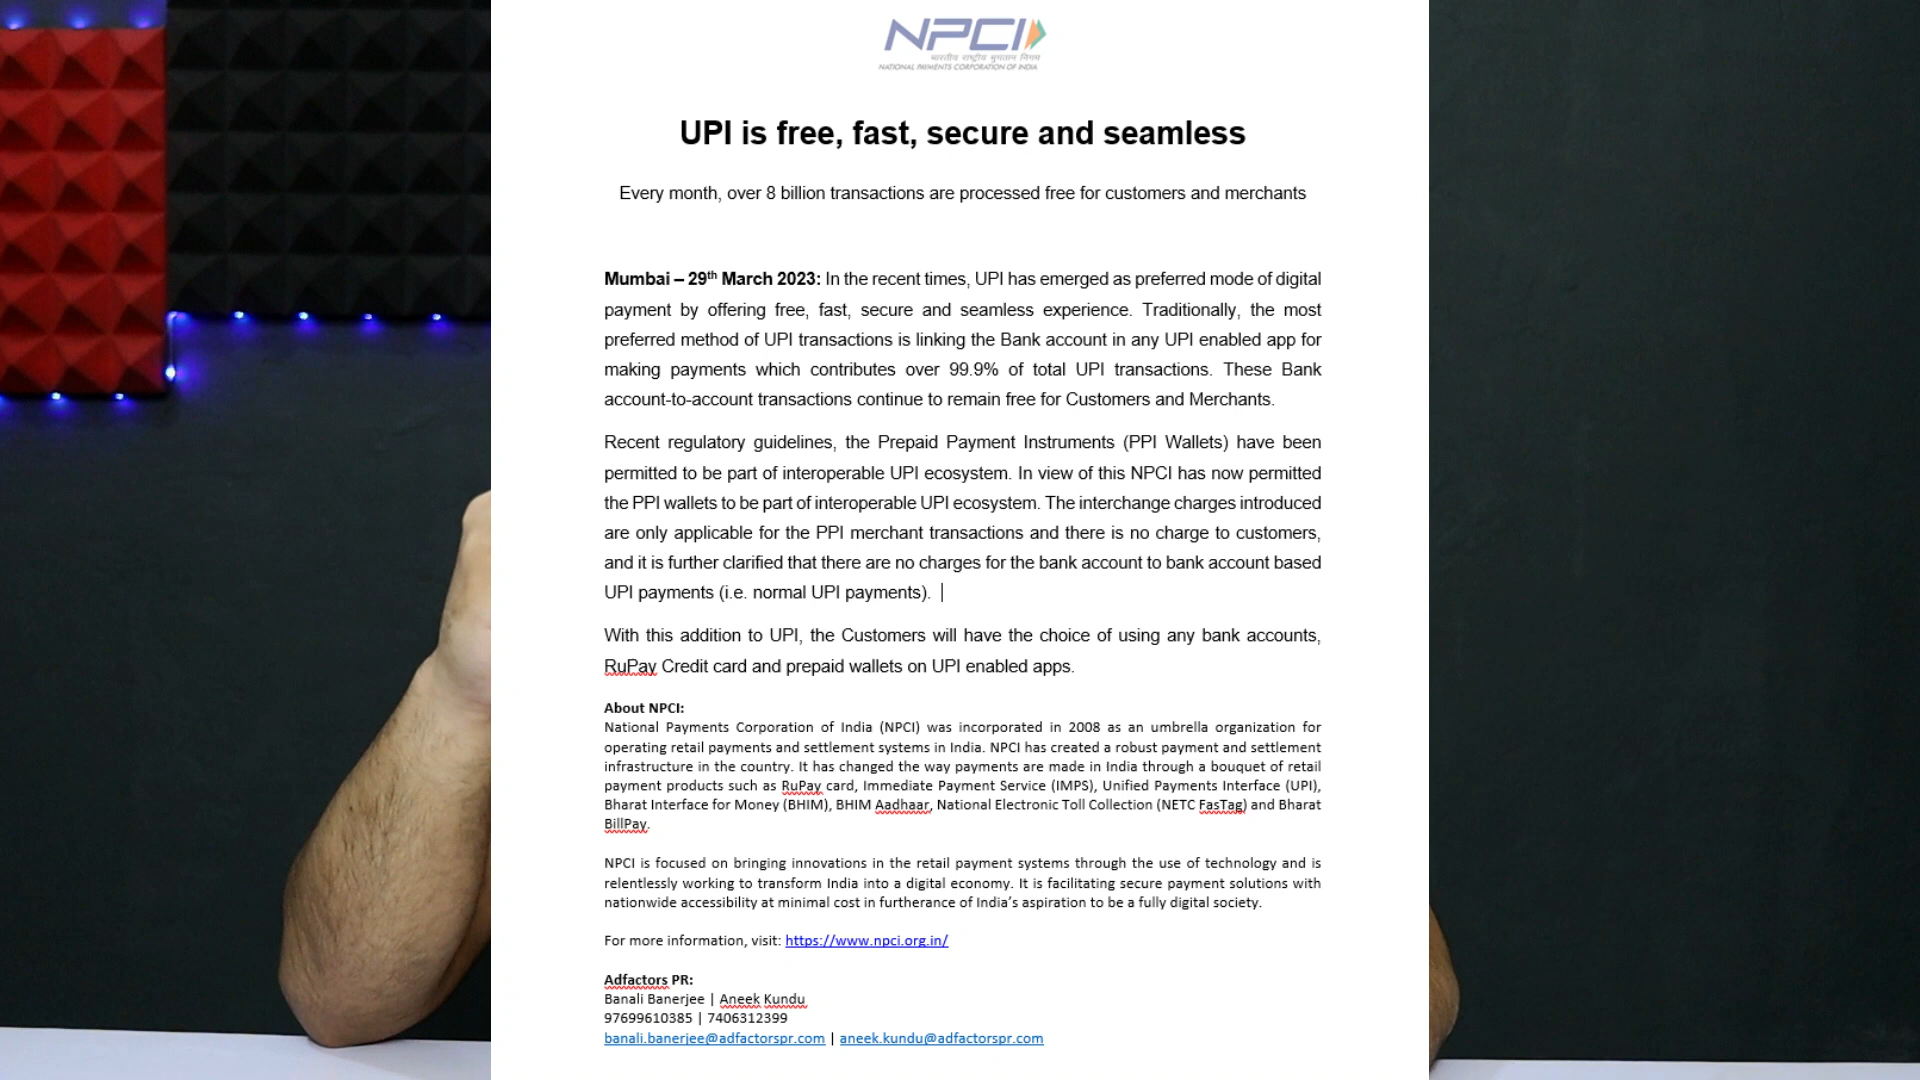 NPCI
भारतीय राष्ट्रीय भुगतान निगम
NATIONAL PAYMENTS CORPORATION OF INDIA
UPI is free, fast, secure and seamless
Every month, over 8 billion transactions are processed free for customers and merchants
Mumbai – 29th March 2023: In the recent times, UPI has emerged as preferred mode of digital
payment by offering free, fast, secure and seamless experience. Traditionally, the most
preferred method of UPI transactions is linking the Bank account in any UPI enabled app for
making payments which contributes over 99.9% of total UPI transactions. These Bank
account-to-account transactions continue to remain free for Customers and Merchants.
Recent regulatory guidelines, the Prepaid Payment Instruments (PPI Wallets) have been
permitted to be part of interoperable UPI ecosystem. In view of this NPCI has now permitted
the PPI wallets to be part of interoperable UPI ecosystem. The interchange charges introduced
are only applicable for the PPI merchant transactions and there is no charge to customers,
and it is further clarified that there are no charges for the bank account to bank account based
UPI payments (i.e. normal UPI payments).
With this addition to UPI, the Customers will have the choice of using any bank accounts,
RuPay Credit card and prepaid wallets on UPI enabled apps.
About NPCI:
National Payments Corporation of India (NPCI) was incorporated in 2008 as an umbrella organization for
operating retail payments and settlement systems in India. NPCI has created a robust payment and settlement
infrastructure in the country. It has changed the way payments are made in India through a bouquet of retail
payment products such as RuPay card, Immediate Payment Service (IMPS), Unified Payments Interface (UPI),
Bharat Interface for Money (BHIM), BHIM Aadhaar, National Electronic Toll Collection (NETC FasTag) and Bharat
BillPay.
NPCI is focused on bringing innovations in the retail payment systems through the use of technology and is
relentlessly working to transform India into a digital economy. It is facilitating secure payment solutions with
nationwide accessibility at minimal cost in furtherance of India’s aspiration to be a fully digital society.
For more information, visit: https://www.npci.org.in/
Adfactors PR:
Banali Banerjee | Aneek Kundu
97699610385 | 7406312399
banali.banerjee@adfactorspr.com | aneek.kundu@adfactorspr.com